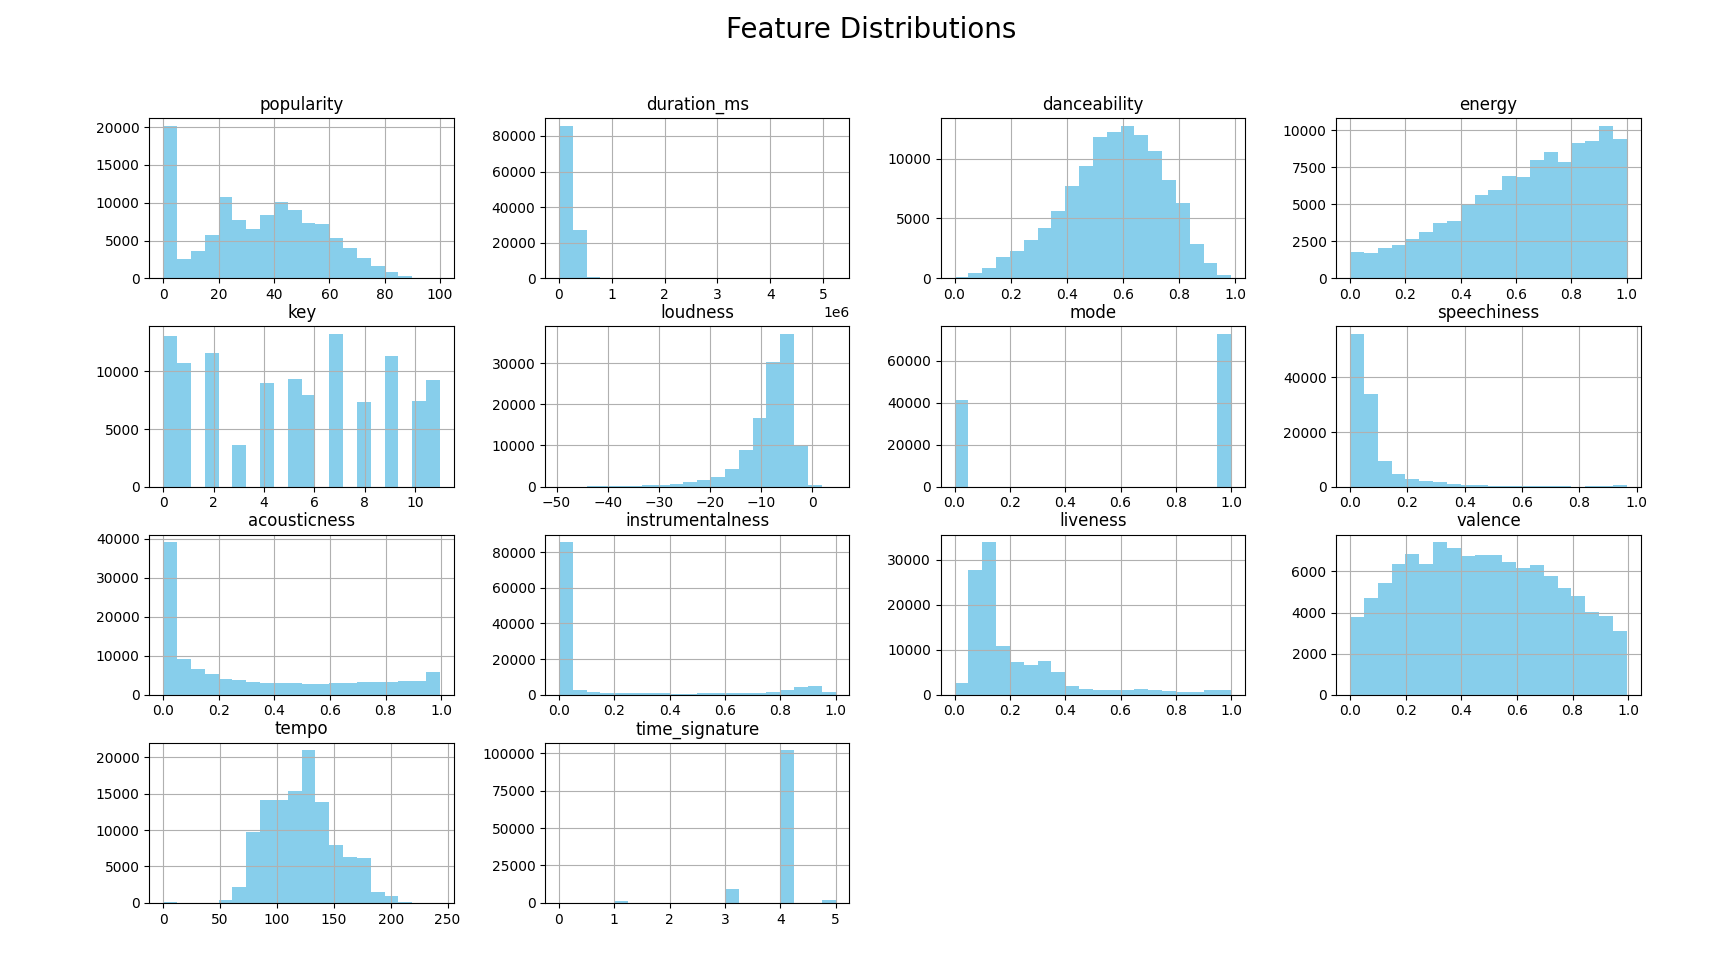 Feature Distributions
popularity
20000
15000
10000
5000
0
0 20 40 60 80 100
duration_ms
80000
60000
40000
20000
0
0 1 2 3 4 5
1e6
danceability
10000
5000
0
0.0 0.2 0.4 0.6 0.8 1.0
energy
10000
7500
5000
2500
0
0.0 0.2 0.4 0.6 0.8 1.0
key
10000
5000
0
0 2 4 6 8 10
loudness
30000
20000
10000
0
−50 −40 −30 −20 −10 0
mode
60000
40000
20000
0
0.0 0.2 0.4 0.6 0.8 1.0
speechiness
40000
20000
0
0.0 0.2 0.4 0.6 0.8 1.0
acousticness
40000
30000
20000
10000
0
0.0 0.2 0.4 0.6 0.8 1.0
instrumentalness
80000
60000
40000
20000
0
0.0 0.2 0.4 0.6 0.8 1.0
liveness
30000
20000
10000
0
0.0 0.2 0.4 0.6 0.8 1.0
valence
6000
4000
2000
0
0.0 0.2 0.4 0.6 0.8 1.0
tempo
20000
15000
10000
5000
0
0 50 100 150 200 250
time_signature
100000
75000
50000
25000
0
0 1 2 3 4 5